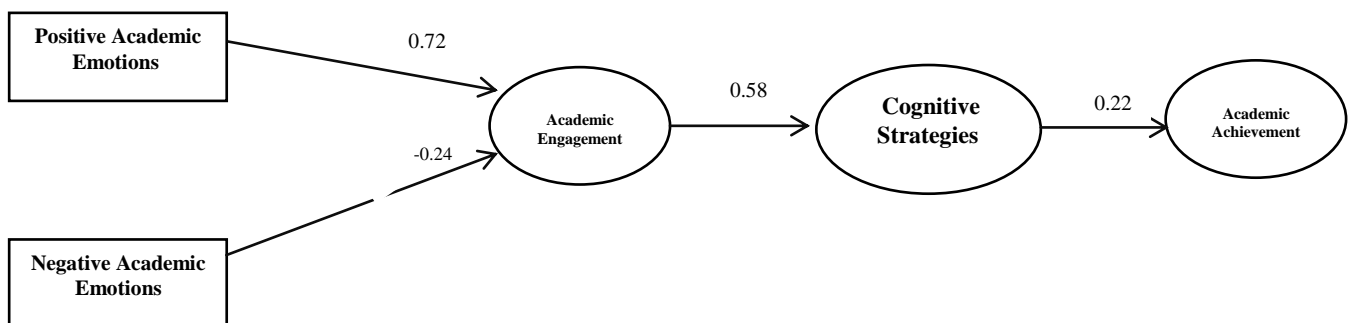 Positive Academic
Emotions
0.72
Academic
Engagement
0.58
Cognitive
Strategies
0.22
Academic
Achievement
-0.24
Negative Academic
Emotions